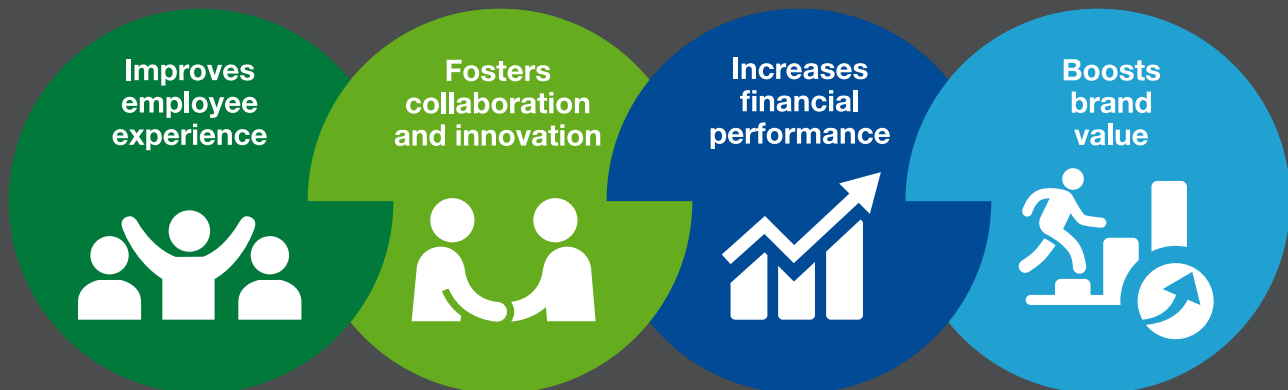 Improves
employee
experience
Fosters
collaboration
and innovation
Increases
financial
performance
Boosts
brand
value